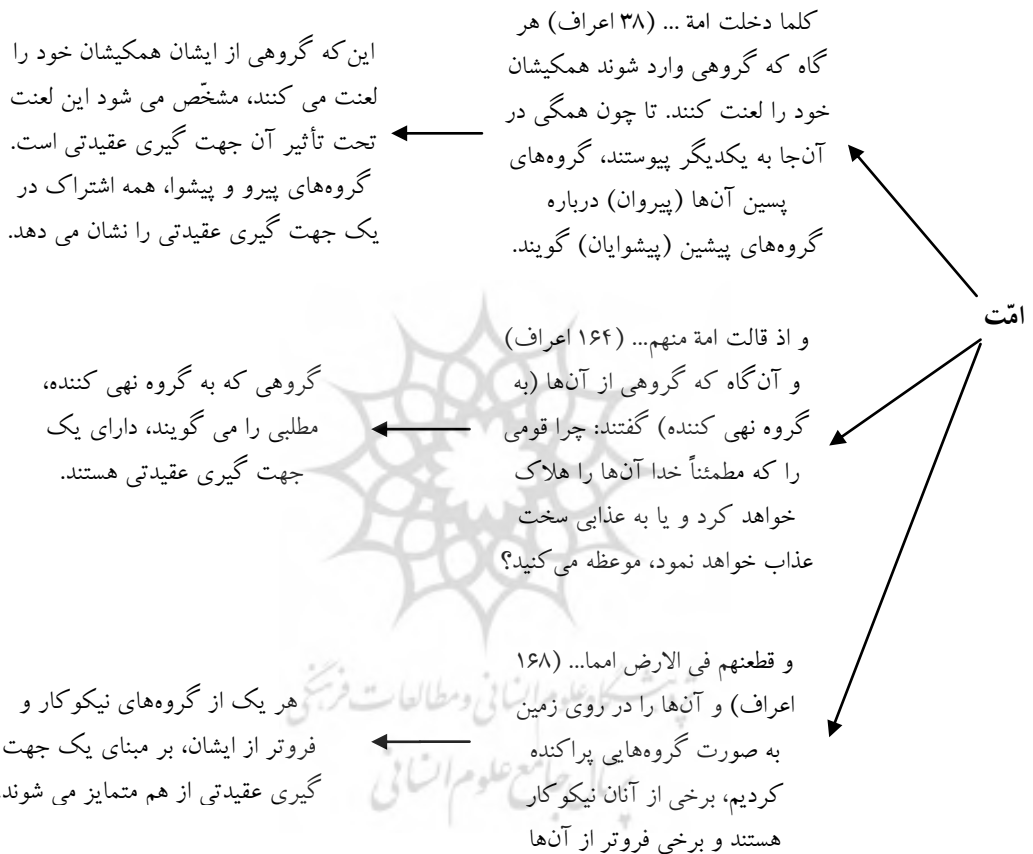 امّت
کلما دخلت امة ... (۳۸ اعراف) هر
گاه که گروهی وارد شوند همکیشان
خود را لعنت کنند. تا چون همگی در
آن‌جا به یکدیگر پیوستند، گروه‌های
پسین آن‌ها (پیروان) درباره
گروه‌های پیشین (پیشوایان) گویند.
این‌که گروهی از ایشان همکیشان خود را
لعنت می کنند، مشخّص می شود این لعنت
تحت تأثیر آن جهت گیری عقیدتی است.
گروه‌های پیرو و پیشوا، همه اشتراک در
یک جهت گیری عقیدتی را نشان می دهد.
و اذ قالت امة منهم... (۱۶۴ اعراف)
و آن‌گاه که گروهی از آن‌ها (به
گروه نهی کننده) گفتند: چرا قومی
را که مطمئناً خدا آن‌ها را هلاک
خواهد کرد و یا به عذابی سخت
عذاب خواهد نمود، موعظه می‌کنید؟
گروهی که به گروه نهی کننده،
مطلبی را می گویند، دارای یک
جهت گیری عقیدتی هستند.
و قطعنهم فی الارض امما... (۱۶۸
اعراف) و آن‌ها را در روی زمین
به صورت گروه‌هایی پراکنده
کردیم، برخی از آنان نیکوکار
هستند و برخی فروتر از آن‌ها
هر یک از گروه‌های نیکوکار و
فروتر از ایشان، بر مبنای یک جهت
گیری عقیدتی از هم متمایز می شوند.
پژوهشگاه علوم انسانی و مطالعات فرهنگی
پرتال جامع علوم انسانی